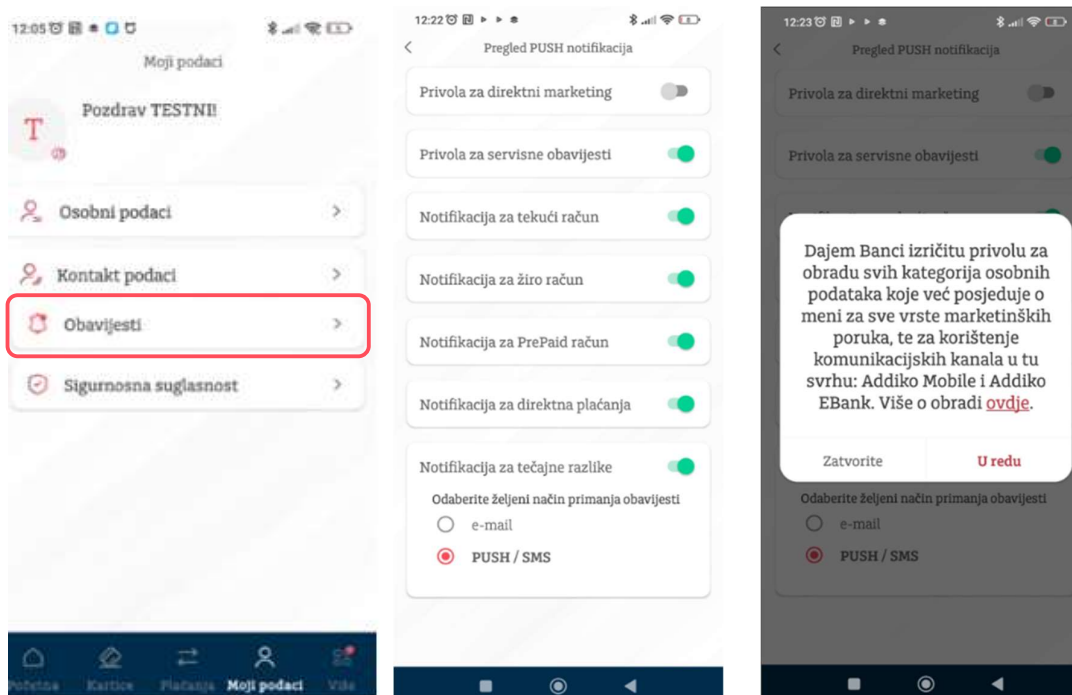 12:05
Moji podaci
T
Pozdrav TESTNI!
Osobni podaci
Kontakt podaci
Obavijesti
Sigurnosna suglasnost
Početna
Kartice
Plaćanja
Moji podaci
Više
12:22
Pregled PUSH notifikacija
Privola za direktni marketing
Privola za servisne obavijesti
Notifikacija za tekući račun
Notifikacija za žiro račun
Notifikacija za PrePaid račun
Notifikacija za direktna plaćanja
Notifikacija za tečajne razlike
Odaberite željeni način primanja obavijesti
e-mail
PUSH / SMS
12:23
Pregled PUSH notifikacija
Privola za direktni marketing
Privola za servisne obavijesti
Dajem Banci izričitu privolu za
obradu svih kategorija osobnih
podataka koje već posjeduje o
meni za sve vrste marketinških
poruka, te za korištenje
komunikacijskih kanala u tu
svrhu: Addiko Mobile i Addiko
EBank. Više o obradi ovdje.
Zatvorite
U redu
Odaberite željeni način primanja obavijesti
e-mail
PUSH / SMS